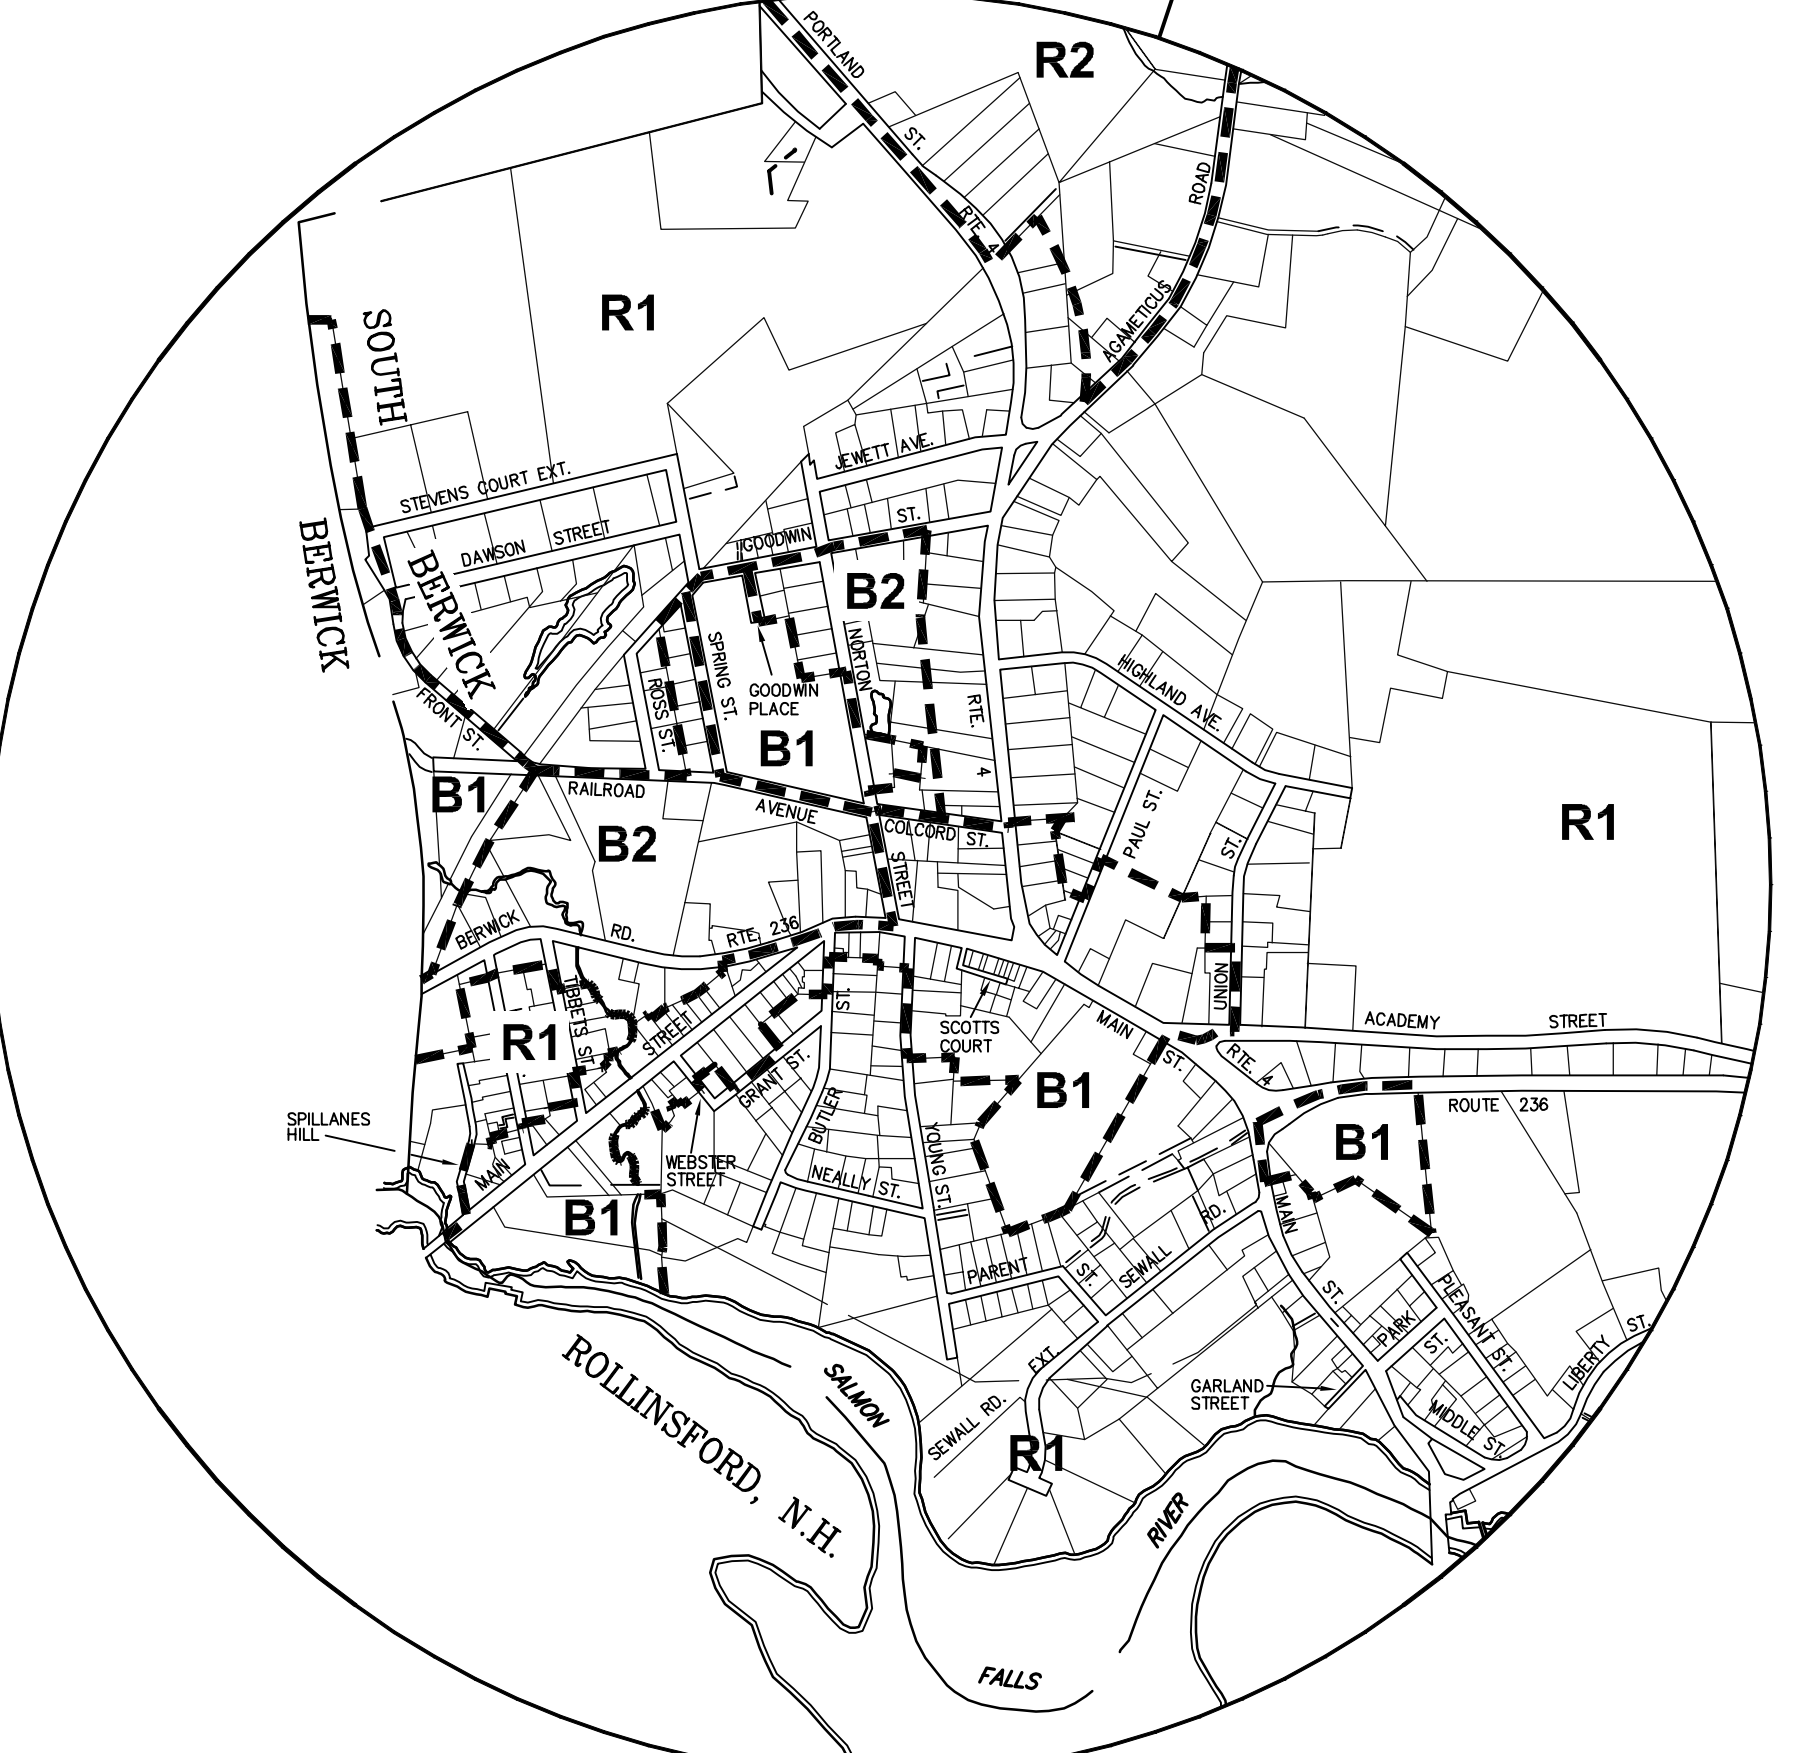 PORTLAND
ST.
RTE. 4
R2
ROAD
AGAMETICUS
R1
SOUTH
BERWICK
BERWICK
STEVENS COURT EXT.
DAWSON STREET
JEWETT AVE.
GOODWIN ST.
B2
NORTON
STREET
SPRING ST.
ROSS ST.
GOODWIN
PLACE
B1
RTE. 4
HIGHLAND AVE.
FRONT ST.
B1
RAILROAD
AVENUE
COLCORD ST.
B2
PAUL ST.
UNION
ST.
R1
BERWICK RD.
RTE. 236
R1
TIBBETS ST.
MAIN
STREET
GRANT ST.
BUTLER
ST.
SCOTTS
COURT
MAIN
ST.
ACADEMY STREET
RTE. 4
ROUTE 236
B1
B1
SPILLANES
HILL
WEBSTER
STREET
B1
NEALLY ST.
YOUNG ST.
PARENT
ST.
SEWALL
RD.
EXT.
SEWALL RD.
R1
MAIN
ST.
PARK
ST.
PLEASANT
ST.
GARLAND
STREET
MIDDLE ST.
LIBERTY
ST.
ROLLINSFORD, N.H.
SALMON
FALLS
RIVER